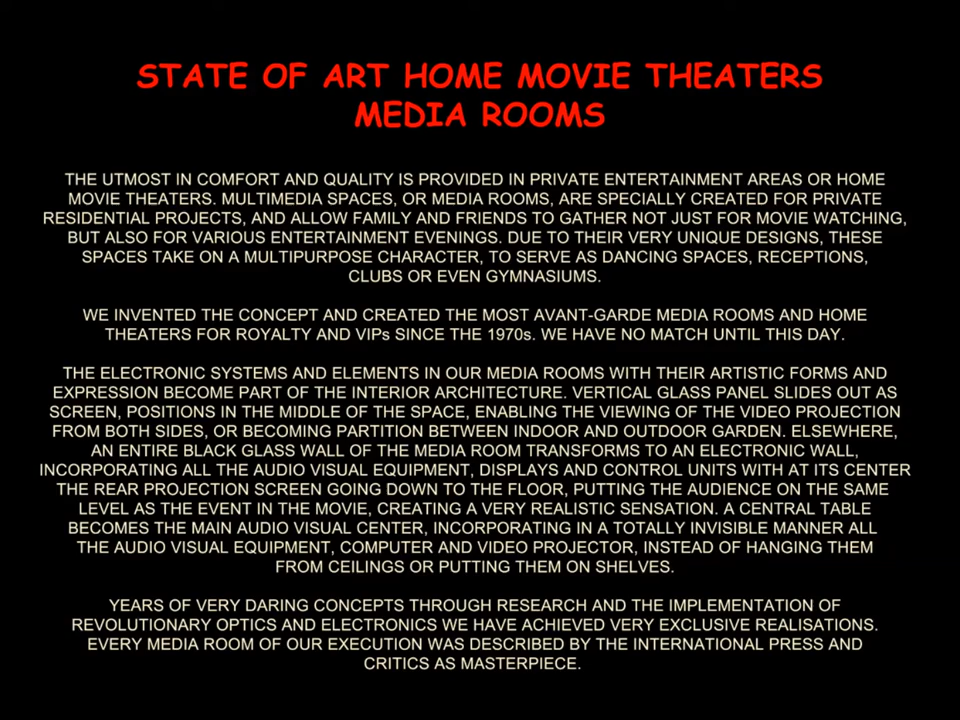 STATE OF ART HOME MOVIE THEATERS
MEDIA ROOMS
THE UTMOST IN COMFORT AND QUALITY IS PROVIDED IN PRIVATE ENTERTAINMENT AREAS OR HOME
MOVIE THEATERS. MULTIMEDIA SPACES, OR MEDIA ROOMS, ARE SPECIALLY CREATED FOR PRIVATE
RESIDENTIAL PROJECTS, AND ALLOW FAMILY AND FRIENDS TO GATHER NOT JUST FOR MOVIE WATCHING,
BUT ALSO FOR VARIOUS ENTERTAINMENT EVENINGS. DUE TO THEIR VERY UNIQUE DESIGNS, THESE
SPACES TAKE ON A MULTIPURPOSE CHARACTER, TO SERVE AS DANCING SPACES, RECEPTIONS,
CLUBS OR EVEN GYMNASIUMS.
WE INVENTED THE CONCEPT AND CREATED THE MOST AVANT-GARDE MEDIA ROOMS AND HOME
THEATERS FOR ROYALTY AND VIPs SINCE THE 1970s. WE HAVE NO MATCH UNTIL THIS DAY.
THE ELECTRONIC SYSTEMS AND ELEMENTS IN OUR MEDIA ROOMS WITH THEIR ARTISTIC FORMS AND
EXPRESSION BECOME PART OF THE INTERIOR ARCHITECTURE. VERTICAL GLASS PANEL SLIDES OUT AS
SCREEN, POSITIONS IN THE MIDDLE OF THE SPACE, ENABLING THE VIEWING OF THE VIDEO PROJECTION
FROM BOTH SIDES, OR BECOMING PARTITION BETWEEN INDOOR AND OUTDOOR GARDEN. ELSEWHERE,
AN ENTIRE BLACK GLASS WALL OF THE MEDIA ROOM TRANSFORMS TO AN ELECTRONIC WALL,
INCORPORATING ALL THE AUDIO VISUAL EQUIPMENT, DISPLAYS AND CONTROL UNITS WITH AT ITS CENTER
THE REAR PROJECTION SCREEN GOING DOWN TO THE FLOOR, PUTTING THE AUDIENCE ON THE SAME
LEVEL AS THE EVENT IN THE MOVIE, CREATING A VERY REALISTIC SENSATION. A CENTRAL TABLE
BECOMES THE MAIN AUDIO VISUAL CENTER, INCORPORATING IN A TOTALLY INVISIBLE MANNER ALL
THE AUDIO VISUAL EQUIPMENT, COMPUTER AND VIDEO PROJECTOR, INSTEAD OF HANGING THEM
FROM CEILINGS OR PUTTING THEM ON SHELVES.
YEARS OF VERY DARING CONCEPTS THROUGH RESEARCH AND THE IMPLEMENTATION OF
REVOLUTIONARY OPTICS AND ELECTRONICS WE HAVE ACHIEVED VERY EXCLUSIVE REALISATIONS.
EVERY MEDIA ROOM OF OUR EXECUTION WAS DESCRIBED BY THE INTERNATIONAL PRESS AND
CRITICS AS MASTERPIECE.